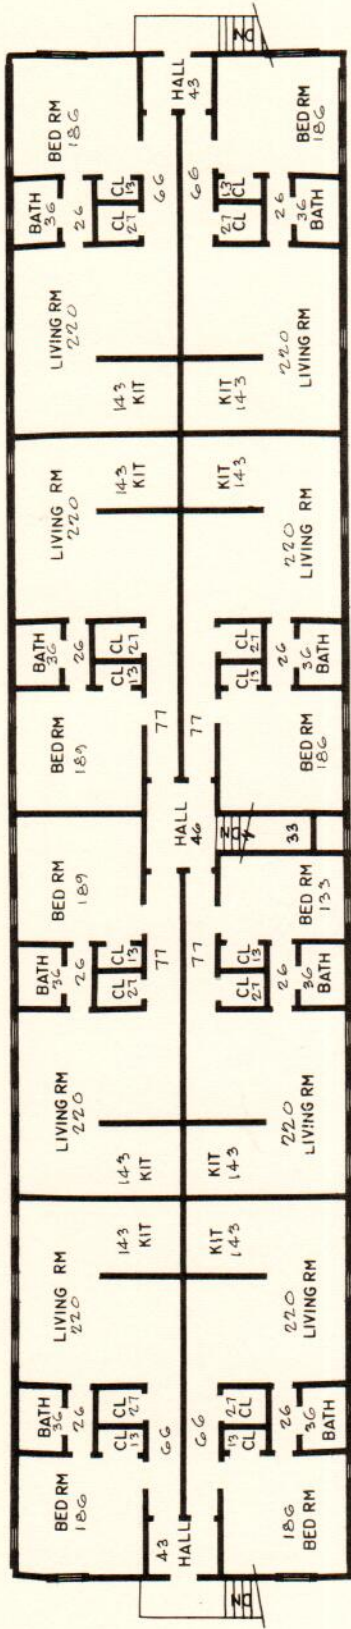 BED RM
186
BATH
36
26
CL
13
CL
27
66
LIVING RM
220
143
KIT
143
KIT
LIVING RM
220
BATH
36
26
CL
27
CL
13
77
BED RM
189
BED RM
189
BATH
36
26
CL
13
CL
27
77
LIVING RM
220
143
KIT
143
KIT
LIVING RM
220
BATH
36
26
CL
27
CL
13
66
BED RM
186
43
HALL
HALL
46
HALL
43
DN
186
BED RM
66
13
CL
27
CL
26
36
BATH
220
LIVING RM
KIT
143
KIT
143
220
LIVING RM
77
CL
27
CL
13
26
36
BATH
BED RM
133
DN
33
BED RM
186
77
CL
13
CL
27
26
36
BATH
220
LIVING RM
KIT
143
KIT
143
220
LIVING RM
66
27
CL
13
CL
26
36
BATH
BED RM
186
DN